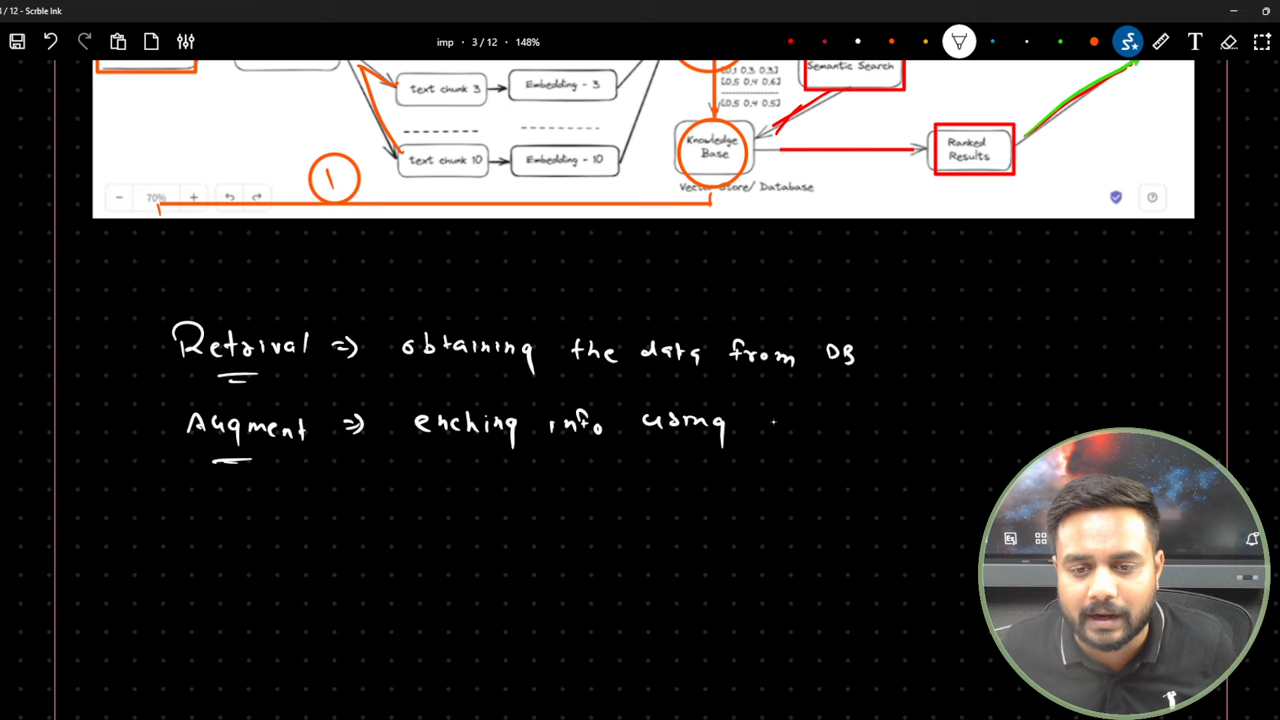 3 / 12 - Scrble Ink
imp • 3 / 12 • 148%
T
[0.1 0.3 0.3]
[0.5 0.4 0.6]
[0.5 0.4 0.5]
Semantic Search
text chunk 3
Embedding - 3
text chunk 10
Embedding - 10
Knowledge
Base
Ranked
Results
Vector Store/ Database
1
70%
Retrival => obtaining the data from DB
Augment => enching info using